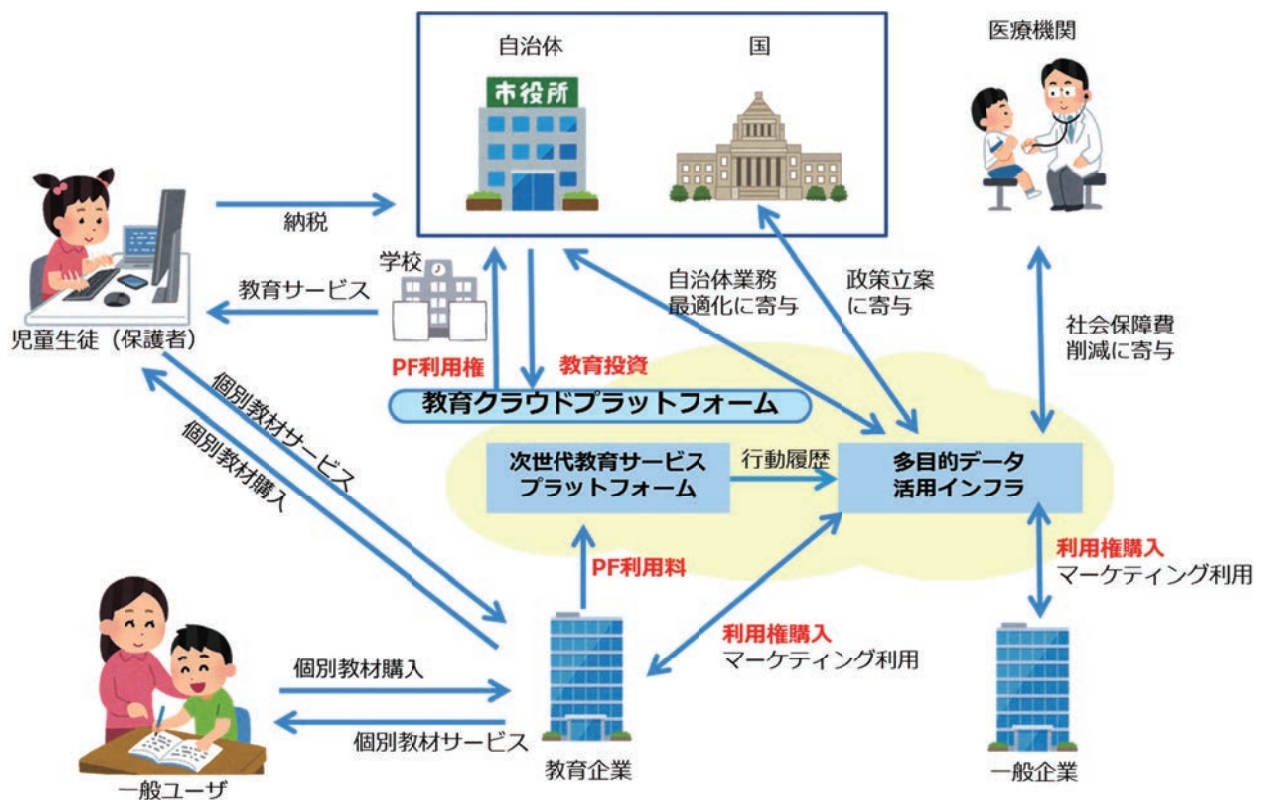 自治体
国
医療機関
市役所
納税
学校
教育サービス
児童生徒（保護者）
自治体業務
最適化に寄与
政策立案
に寄与
社会保障費
削減に寄与
PF利用権
教育投資
教育クラウドプラットフォーム
個別教材サービス
個別教材購入
次世代教育サービス
プラットフォーム
行動履歴
多目的データ
活用インフラ
PF利用料
利用権購入
マーケティング利用
利用権購入
マーケティング利用
個別教材購入
個別教材サービス
一般ユーザ
教育企業
一般企業